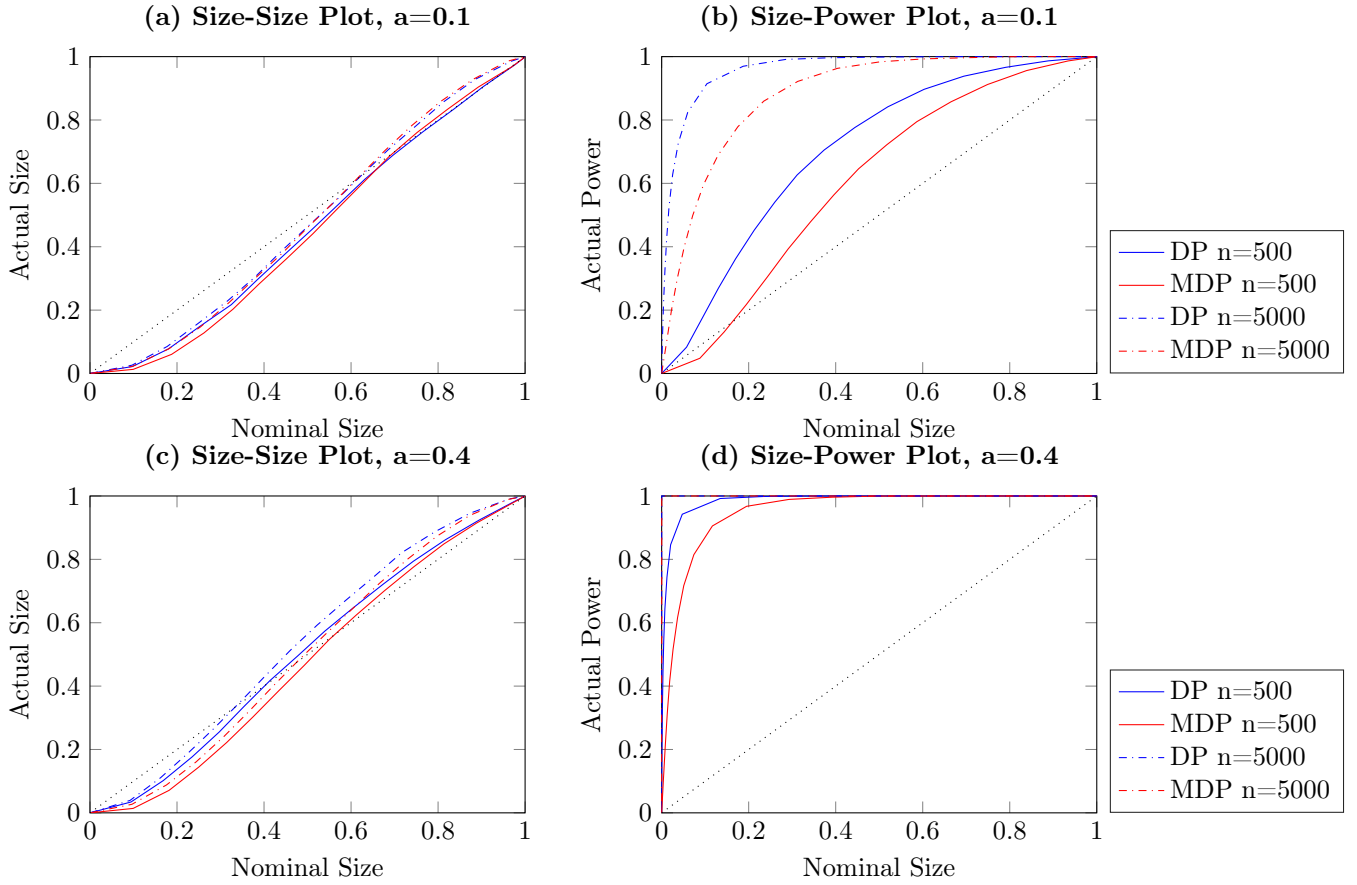 (a) Size-Size Plot, a=0.1
(b) Size-Power Plot, a=0.1
Actual Size
0
0.2
0.4
0.6
0.8
1
0 0.2 0.4 0.6 0.8 1
Nominal Size
Actual Power
0
0.2
0.4
0.6
0.8
1
0 0.2 0.4 0.6 0.8 1
Nominal Size
DP n=500
MDP n=500
DP n=5000
MDP n=5000
(c) Size-Size Plot, a=0.4
(d) Size-Power Plot, a=0.4
Actual Size
0
0.2
0.4
0.6
0.8
1
0 0.2 0.4 0.6 0.8 1
Nominal Size
Actual Power
0
0.2
0.4
0.6
0.8
1
0 0.2 0.4 0.6 0.8 1
Nominal Size
DP n=500
MDP n=500
DP n=5000
MDP n=5000